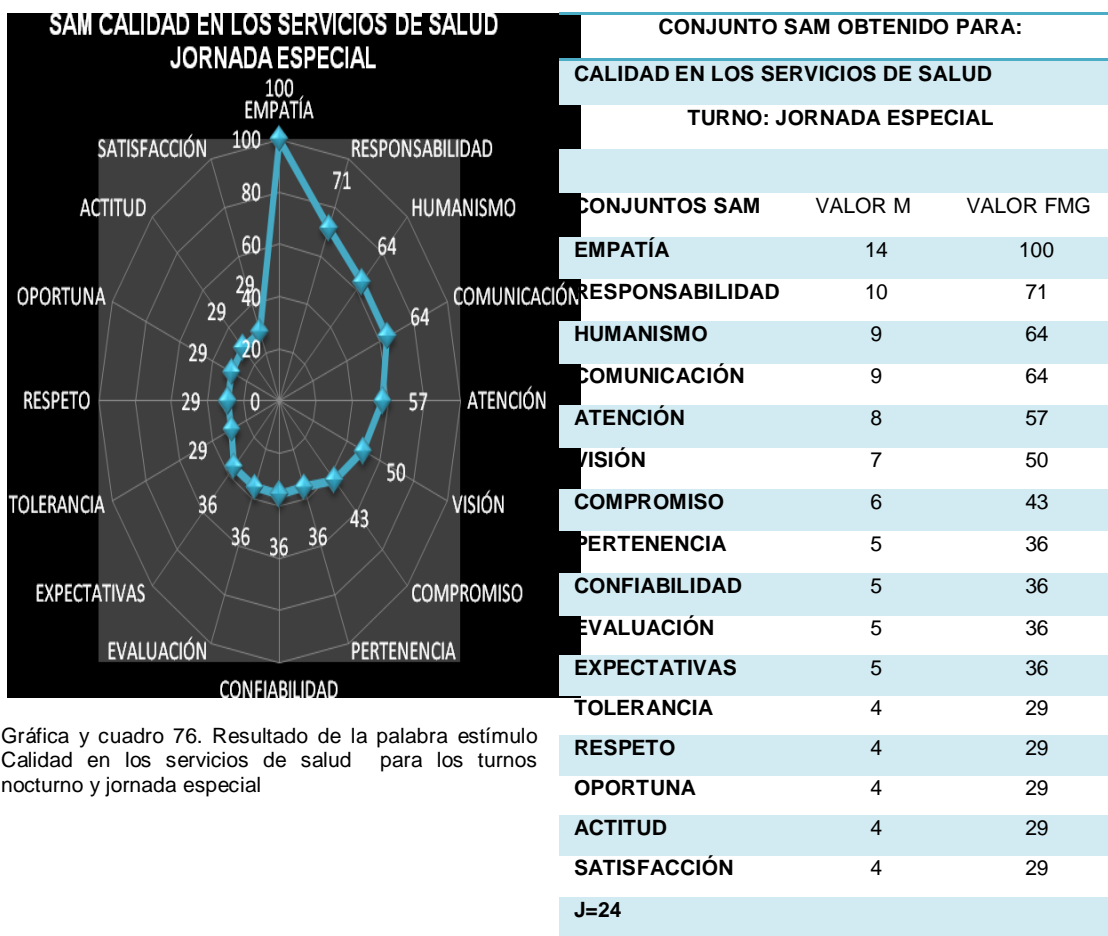 SAM CALIDAD EN LOS SERVICIOS DE SALUD
JORNADA ESPECIAL
100
EMPATÍA
RESPONSABILIDAD
71
HUMANISMO
64
COMUNICACIÓN
64
ATENCIÓN
57
VISIÓN
50
COMPROMISO
43
PERTENENCIA
36
CONFIABILIDAD
36
EVALUACIÓN
36
EXPECTATIVAS
36
TOLERANCIA
29
RESPETO
29
OPORTUNA
29
ACTITUD
29
SATISFACCIÓN
29
100
80
60
40
20
0
Gráfica y cuadro 76. Resultado de la palabra estímulo
Calidad en los servicios de salud para los turnos
nocturno y jornada especial
CONJUNTO SAM OBTENIDO PARA:
CALIDAD EN LOS SERVICIOS DE SALUD
TURNO: JORNADA ESPECIAL
CONJUNTOS SAM VALOR M VALOR FMG
EMPATÍA 14 100
RESPONSABILIDAD 10 71
HUMANISMO 9 64
COMUNICACIÓN 9 64
ATENCIÓN 8 57
VISIÓN 7 50
COMPROMISO 6 43
PERTENENCIA 5 36
CONFIABILIDAD 5 36
EVALUACIÓN 5 36
EXPECTATIVAS 5 36
TOLERANCIA 4 29
RESPETO 4 29
OPORTUNA 4 29
ACTITUD 4 29
SATISFACCIÓN 4 29
J=24